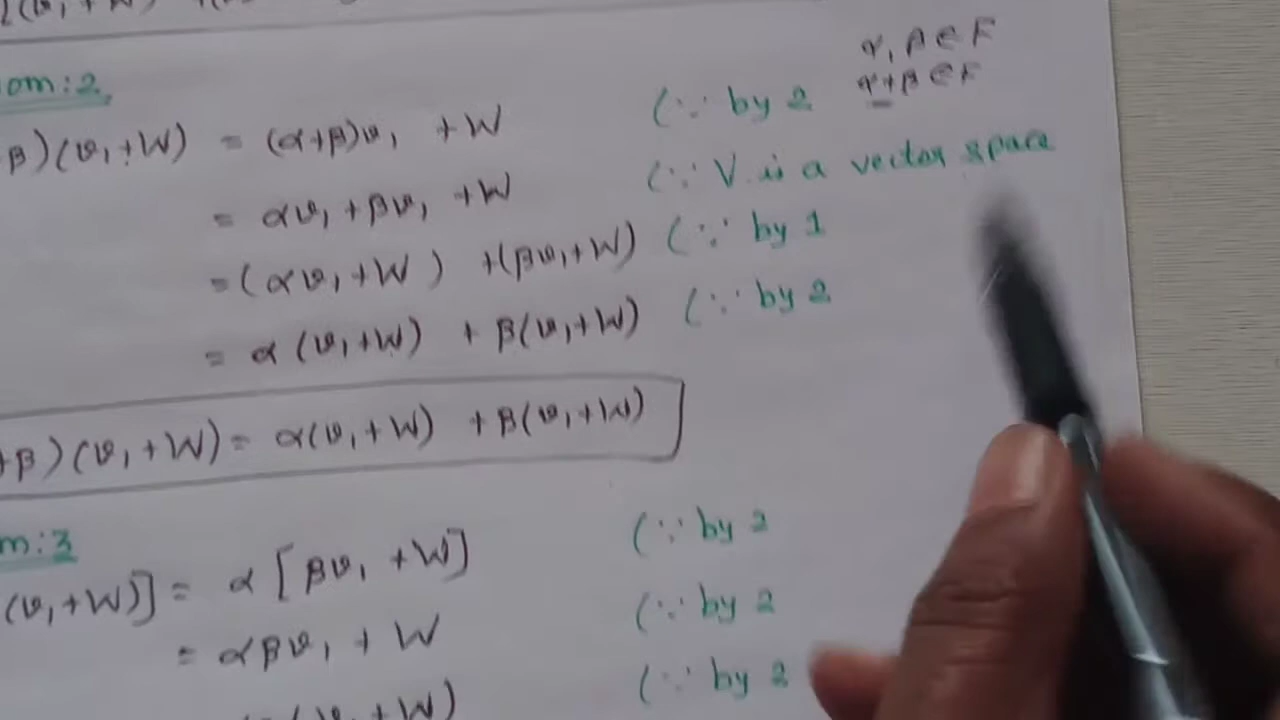 α, β ∈ F
α+β ∈ F
om:2
β)(v₁+W) = (α+β)v₁ + W (∵ by 2
= αv₁ + βv₁ + W (∵ V is a vector space
= (αv₁ + W) + (βv₁+W) (∵ by 1
= α (v₁+W) + β(v₁+W) (∵ by 2
+β)(v₁+W) = α(v₁+W) + β(v₁+W)
m:3
(v₁+W)] = α [βv₁ + W] (∵ by 2
= αβv₁ + W (∵ by 2
(v₁ + W) (∵ by 2